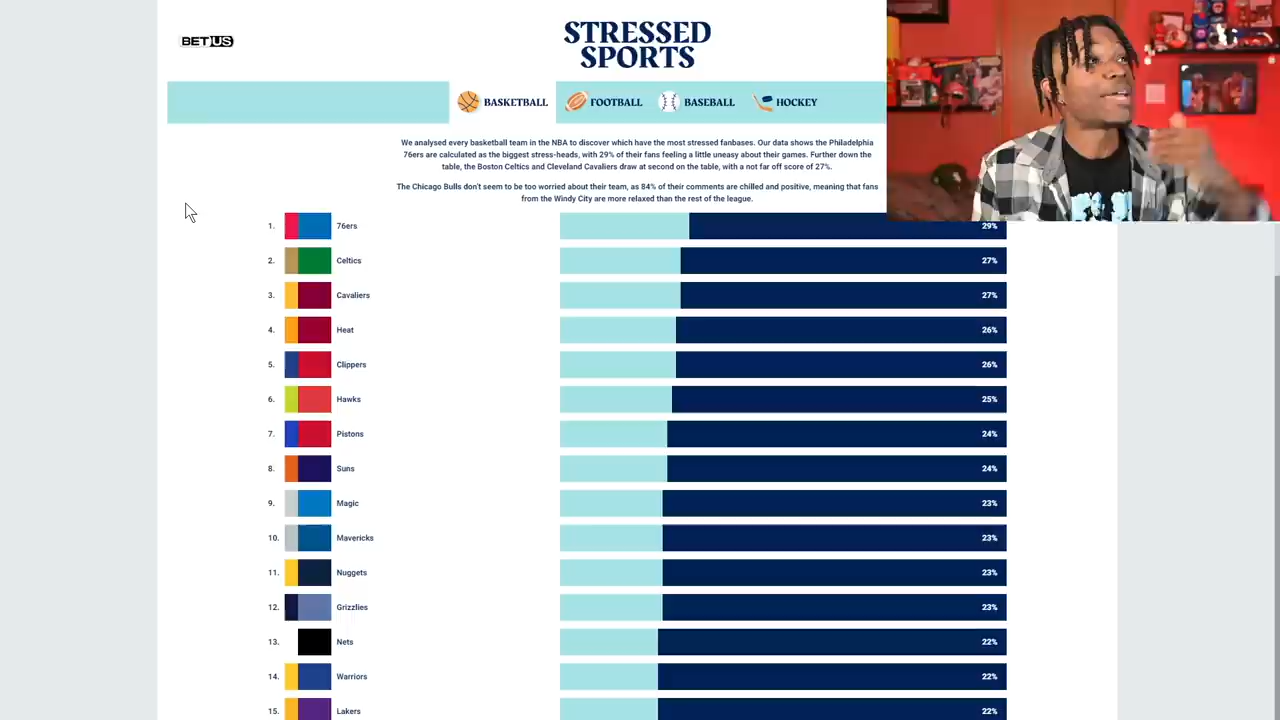 BETUS
STRESSED
SPORTS
BASKETBALL
FOOTBALL
BASEBALL
HOCKEY
We analysed every basketball team in the NBA to discover which have the most stressed fanbases. Our data shows the Philadelphia
76ers are calculated as the biggest stress-heads, with 29% of their fans feeling a little uneasy about their games. Further down the
table, the Boston Celtics and Cleveland Cavaliers draw at second on the table, with a not far off score of 27%.
The Chicago Bulls don't seem to be too worried about their team, as 84% of their comments are chilled and positive, meaning that fans
from the Windy City are more relaxed than the rest of the league.
1. 76ers 29%
2. Celtics 27%
3. Cavaliers 27%
4. Heat 26%
5. Clippers 26%
6. Hawks 25%
7. Pistons 24%
8. Suns 24%
9. Magic 23%
10. Mavericks 23%
11. Nuggets 23%
12. Grizzlies 23%
13. Nets 22%
14. Warriors 22%
15. Lakers 22%